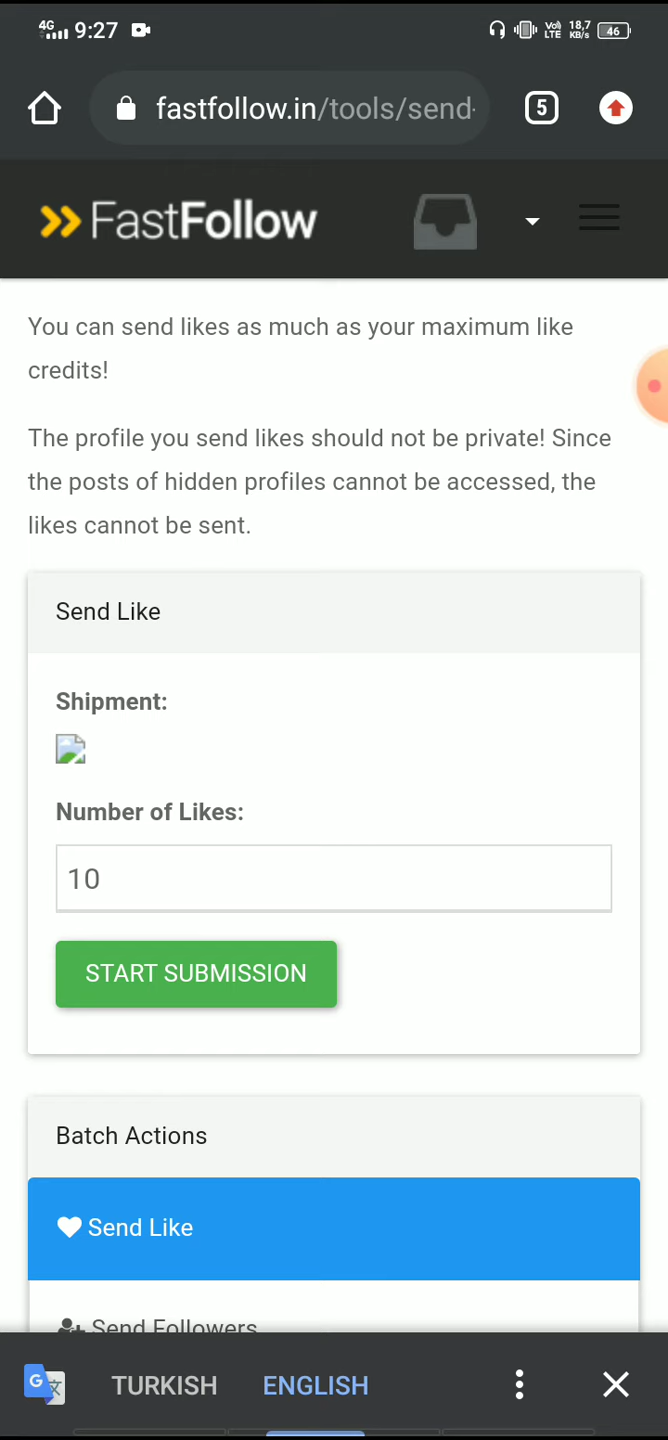 4G 9:27 Vo) LTE 18,7 KB/s 46
fastfollow.in/tools/send- 5
FastFollow
You can send likes as much as your maximum like
credits!
The profile you send likes should not be private! Since
the posts of hidden profiles cannot be accessed, the
likes cannot be sent.
Send Like
Shipment:
Number of Likes:
10
START SUBMISSION
Batch Actions
Send Like
Send Followers
G TURKISH ENGLISH